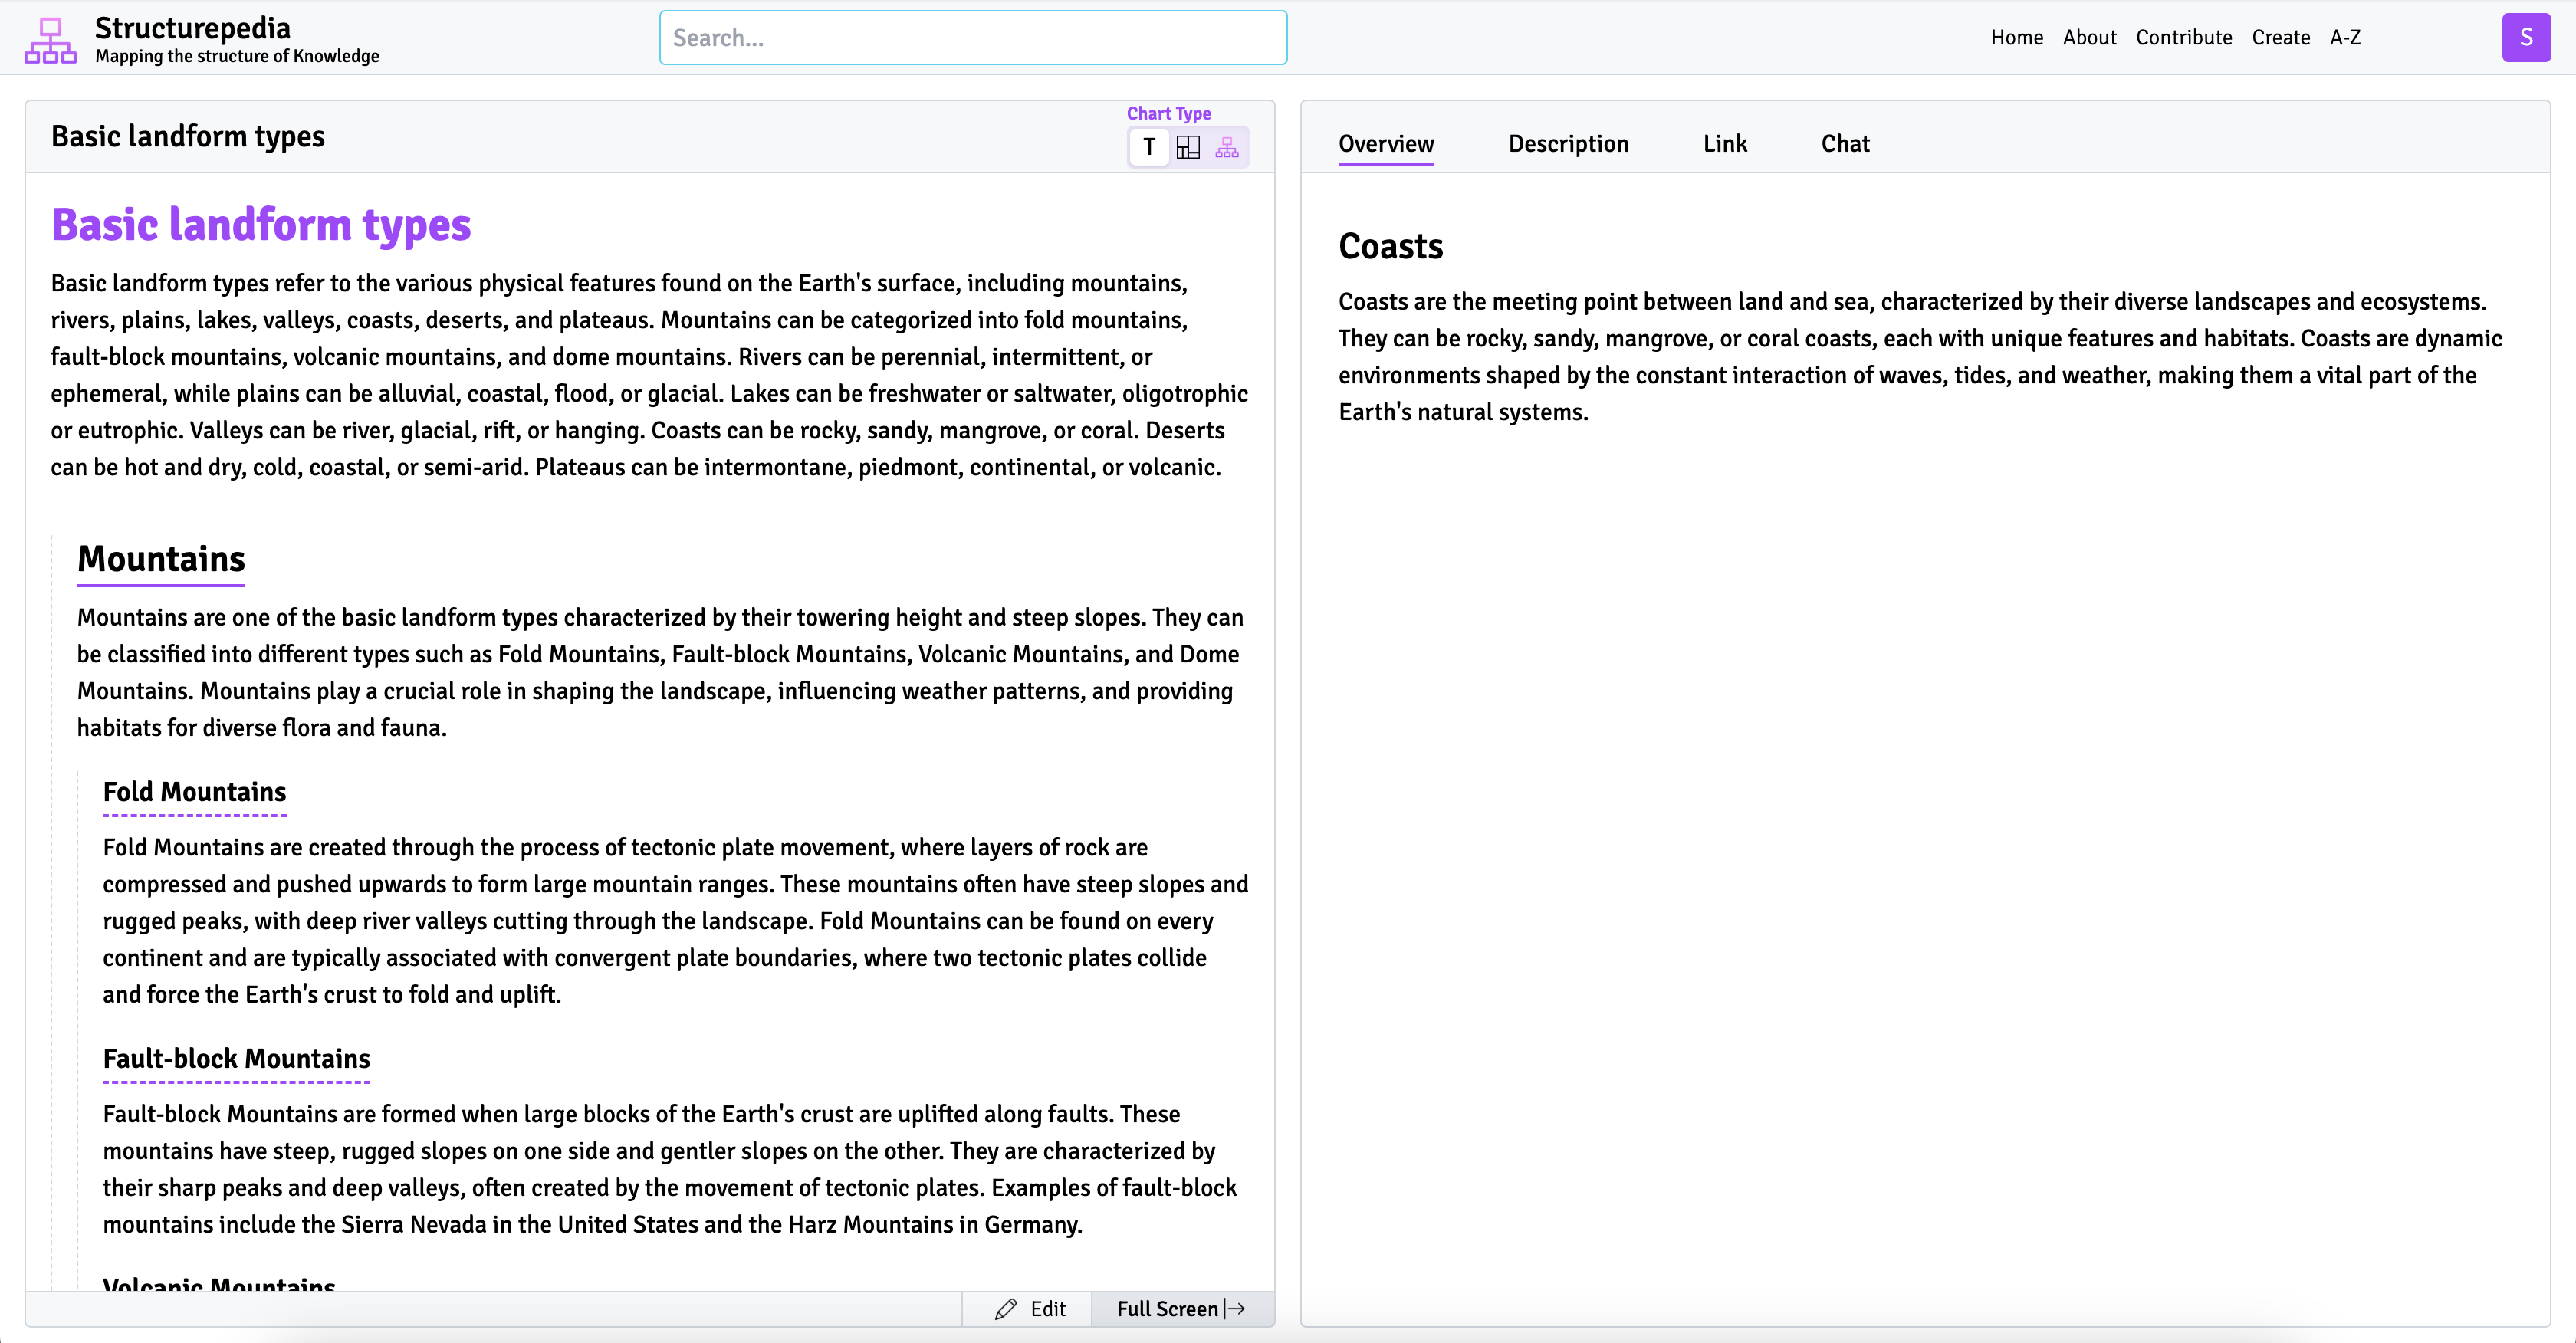 Structurepedia
Mapping the structure of Knowledge
Search...
Home About Contribute Create A-Z
S
Basic landform types
Chart Type
T
Basic landform types
Basic landform types refer to the various physical features found on the Earth's surface, including mountains,
rivers, plains, lakes, valleys, coasts, deserts, and plateaus. Mountains can be categorized into fold mountains,
fault-block mountains, volcanic mountains, and dome mountains. Rivers can be perennial, intermittent, or
ephemeral, while plains can be alluvial, coastal, flood, or glacial. Lakes can be freshwater or saltwater, oligotrophic
or eutrophic. Valleys can be river, glacial, rift, or hanging. Coasts can be rocky, sandy, mangrove, or coral. Deserts
can be hot and dry, cold, coastal, or semi-arid. Plateaus can be intermontane, piedmont, continental, or volcanic.
Mountains
Mountains are one of the basic landform types characterized by their towering height and steep slopes. They can
be classified into different types such as Fold Mountains, Fault-block Mountains, Volcanic Mountains, and Dome
Mountains. Mountains play a crucial role in shaping the landscape, influencing weather patterns, and providing
habitats for diverse flora and fauna.
Fold Mountains
Fold Mountains are created through the process of tectonic plate movement, where layers of rock are
compressed and pushed upwards to form large mountain ranges. These mountains often have steep slopes and
rugged peaks, with deep river valleys cutting through the landscape. Fold Mountains can be found on every
continent and are typically associated with convergent plate boundaries, where two tectonic plates collide
and force the Earth's crust to fold and uplift.
Fault-block Mountains
Fault-block Mountains are formed when large blocks of the Earth's crust are uplifted along faults. These
mountains have steep, rugged slopes on one side and gentler slopes on the other. They are characterized by
their sharp peaks and deep valleys, often created by the movement of tectonic plates. Examples of fault-block
mountains include the Sierra Nevada in the United States and the Harz Mountains in Germany.
Volcanic Mountains
Edit
Full Screen
Overview Description Link Chat
Coasts
Coasts are the meeting point between land and sea, characterized by their diverse landscapes and ecosystems.
They can be rocky, sandy, mangrove, or coral coasts, each with unique features and habitats. Coasts are dynamic
environments shaped by the constant interaction of waves, tides, and weather, making them a vital part of the
Earth's natural systems.